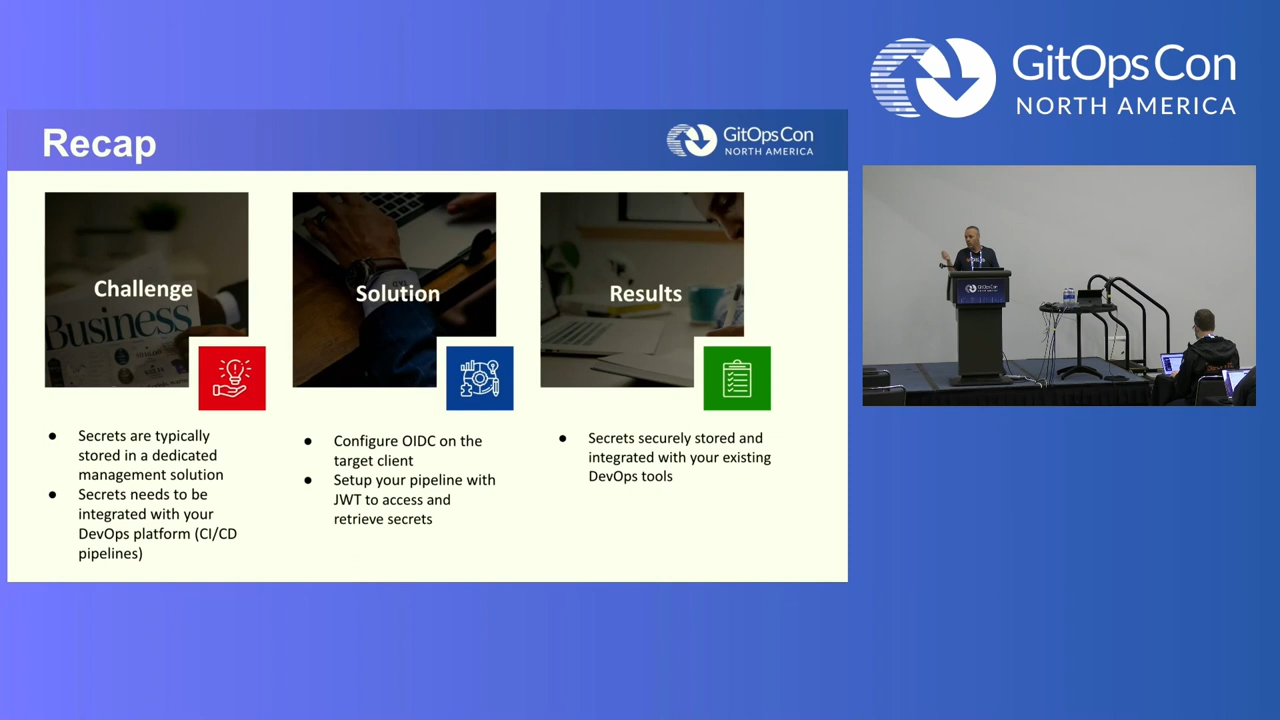 GitOpsCon
NORTH AMERICA
Recap
GitOpsCon
NORTH AMERICA
Challenge
Business
Solution
Results
● Secrets are typically
stored in a dedicated
management solution
● Secrets needs to be
integrated with your
DevOps platform (CI/CD
pipelines)
● Configure OIDC on the
target client
● Setup your pipeline with
JWT to access and
retrieve secrets
● Secrets securely stored and
integrated with your existing
DevOps tools
GitOpsCon